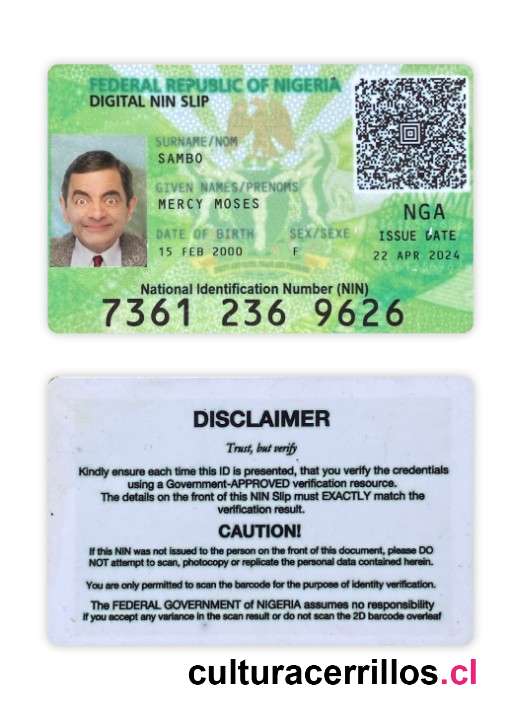 FEDERAL REPUBLIC OF NIGERIA
DIGITAL NIN SLIP
SURNAME/NOM
SAMBO
GIVEN NAMES/PRENOMS
MERCY MOSES
DATE OF BIRTH SEX/SEXE
15 FEB 2000 F
NGA
ISSUE DATE
22 APR 2024
National Identification Number (NIN)
7361 236 9626
DISCLAIMER
Trust, but verify
Kindly ensure each time this ID is presented, that you verify the credentials
using a Government-APPROVED verification resource.
The details on the front of this NIN Slip must EXACTLY match the
verification result.
CAUTION!
If this NIN was not issued to the person on the front of this document, please DO
NOT attempt to scan, photocopy or replicate the personal data contained herein.
You are only permitted to scan the barcode for the purpose of identity verification.
The FEDERAL GOVERNMENT of NIGERIA assumes no responsibility
if you accept any variance in the scan result or do not scan the 2D barcode overleaf
culturacerrillos.cl